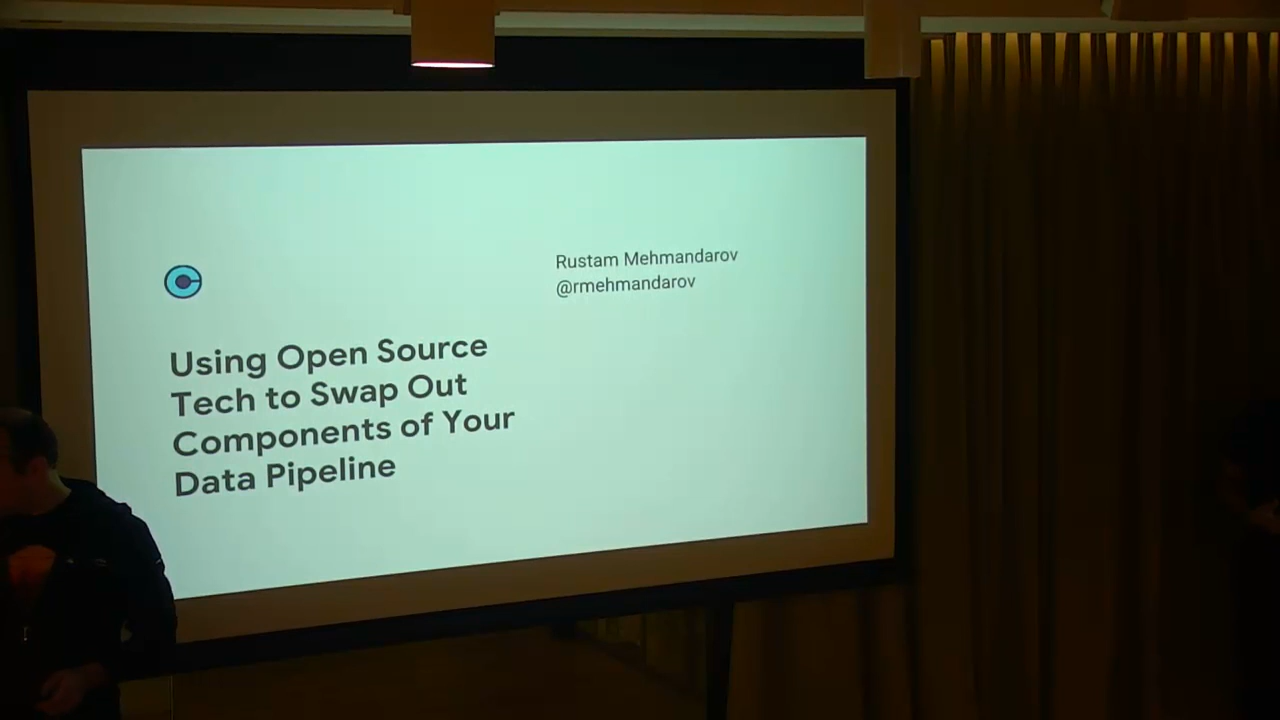 Rustam Mehmandarov
@rmehmandarov
Using Open Source
Tech to Swap Out
Components of Your
Data Pipeline